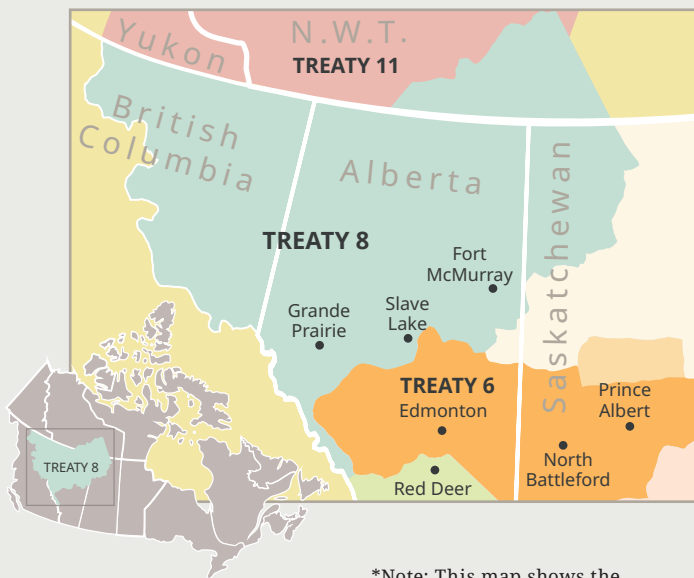 Yukon
N.W.T.
TREATY 11
British
Columbia
Alberta
Saskatchewan
TREATY 8
Fort
McMurray
Grande
Prairie
Slave
Lake
TREATY 6
Edmonton
Prince
Albert
North
Battleford
Red Deer
TREATY 8
*Note: This map shows the